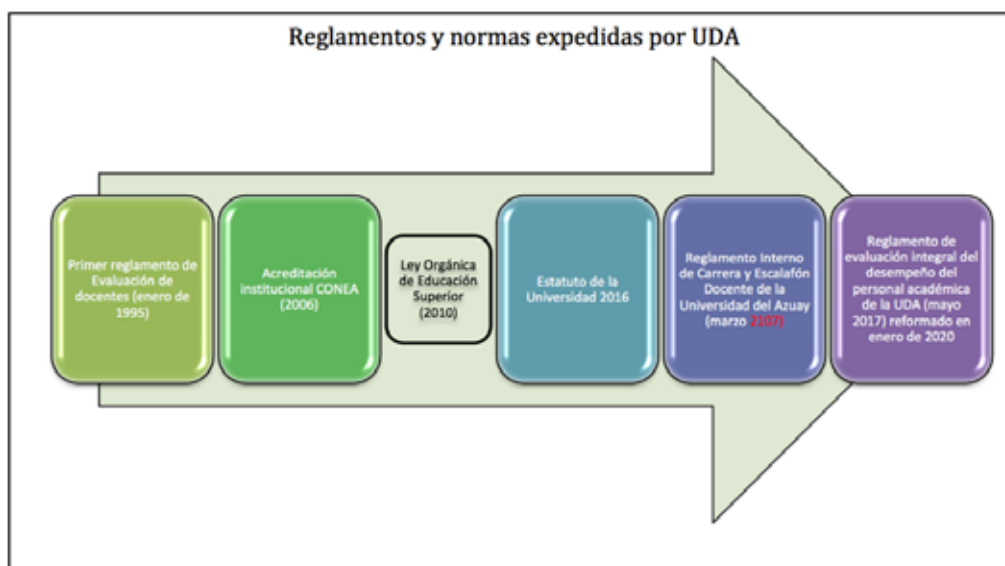 Reglamentos y normas expedidas por UDA
Primer reglamento de
Evaluación de
docentes (enero de
1995)
Acreditación
institucional CONEA
(2006)
Ley Orgánica
de Educación
Superior
(2010)
Estatuto de la
Universidad 2016
Reglamento Interno
de Carrera y Escalafón
Docente de la
Universidad del Azuay
(marzo 2107)
Reglamento de
evaluación integral del
desempeño del
personal académica
de la UDA (mayo
2017) reformado en
enero de 2020